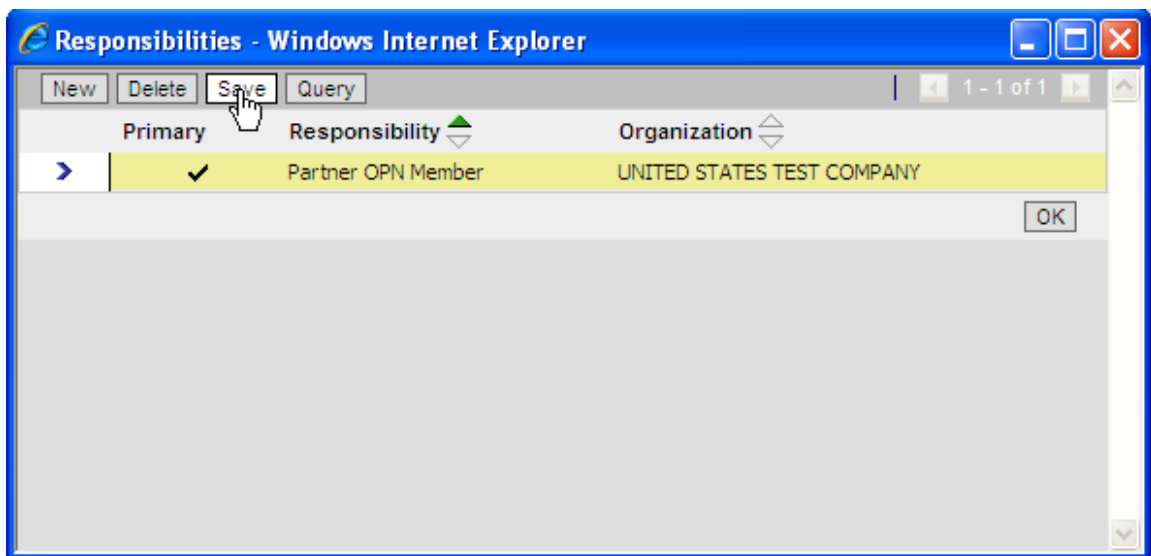 Responsibilities - Windows Internet Explorer
New Delete Save Query 1 - 1 of 1
Primary Responsibility Organization
Partner OPN Member UNITED STATES TEST COMPANY
OK